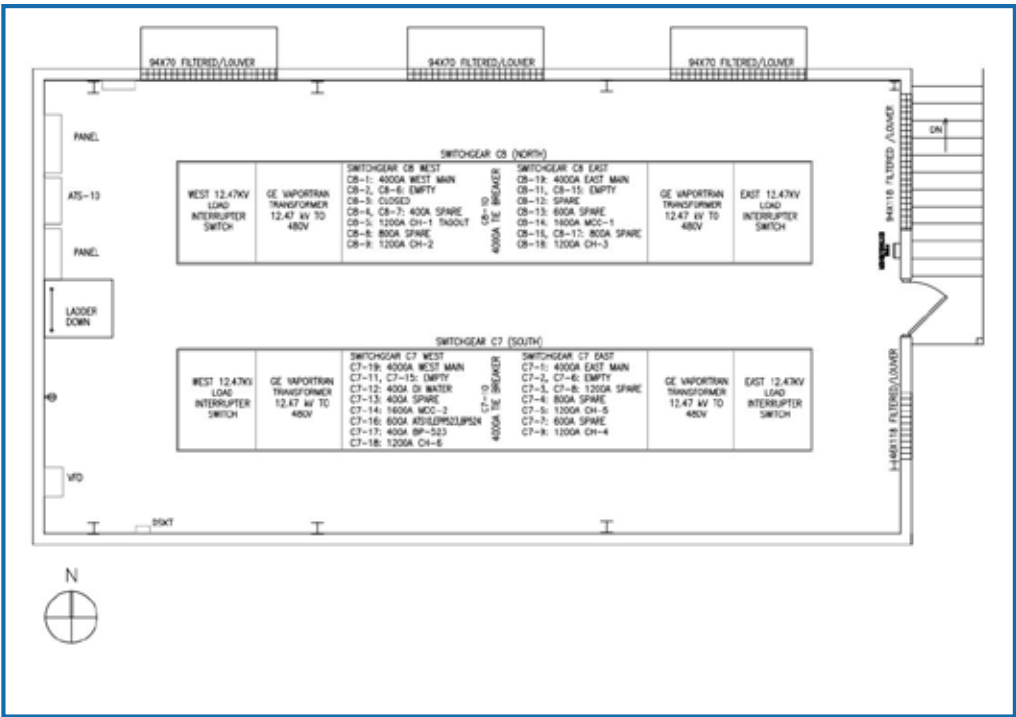 94X70 FILTERED/LOUVER
94X70 FILTERED/LOUVER
94X70 FILTERED/LOUVER
94X118 FILTERED /LOUVER
DN
PANEL
ATS-10
PANEL
LADDER
DOWN
SWITCHGEAR C8 (NORTH)
WEST 12.47KV
LOAD
INTERRUPTER
SWITCH
GE VAPORTRAN
TRANSFORMER
12.47 kV TO
480V
SWITCHGEAR C8 WEST
C8-1: 4000A WEST MAIN
C8-2, C8-6: EMPTY
C8-3: CLOSED
C8-4, C8-7: 400A SPARE
C8-5: 1200A CH-1 TAGOUT
C8-8: 800A SPARE
C8-9: 1200A CH-2
C8-10
4000A TIE BREAKER
SWITCHGEAR C8 EAST
C8-19: 4000A EAST MAIN
C8-11, C8-15: EMPTY
C8-12: SPARE
C8-13: 600A SPARE
C8-14: 1600A MCC-1
C8-16, C8-17: 800A SPARE
C8-18: 1200A CH-3
GE VAPORTRAN
TRANSFORMER
12.47 kV TO
480V
EAST 12.47KV
LOAD
INTERRUPTER
SWITCH
SWITCHGEAR C7 (SOUTH)
WEST 12.47KV
LOAD
INTERRUPTER
SWITCH
GE VAPORTRAN
TRANSFORMER
12.47 kV TO
480V
SWITCHGEAR C7 WEST
C7-19: 4000A WEST MAIN
C7-11, C7-15: EMPTY
C7-12: 400A DI WATER
C7-13: 400A SPARE
C7-14: 1600A MCC-2
C7-16: 600A ATS10,EPP523,BP524
C7-17: 400A BP-523
C7-18: 1200A CH-6
C7-10
4000A TIE BREAKER
SWITCHGEAR C7 EAST
C7-1: 4000A EAST MAIN
C7-2, C7-6: EMPTY
C7-3, C7-8: 1200A SPARE
C7-4: 800A SPARE
C7-5: 1200A CH-5
C7-7: 600A SPARE
C7-9: 1200A CH-4
GE VAPORTRAN
TRANSFORMER
12.47 kV TO
480V
EAST 12.47KV
LOAD
INTERRUPTER
SWITCH
FILTERED/LOUVER
VFD
N